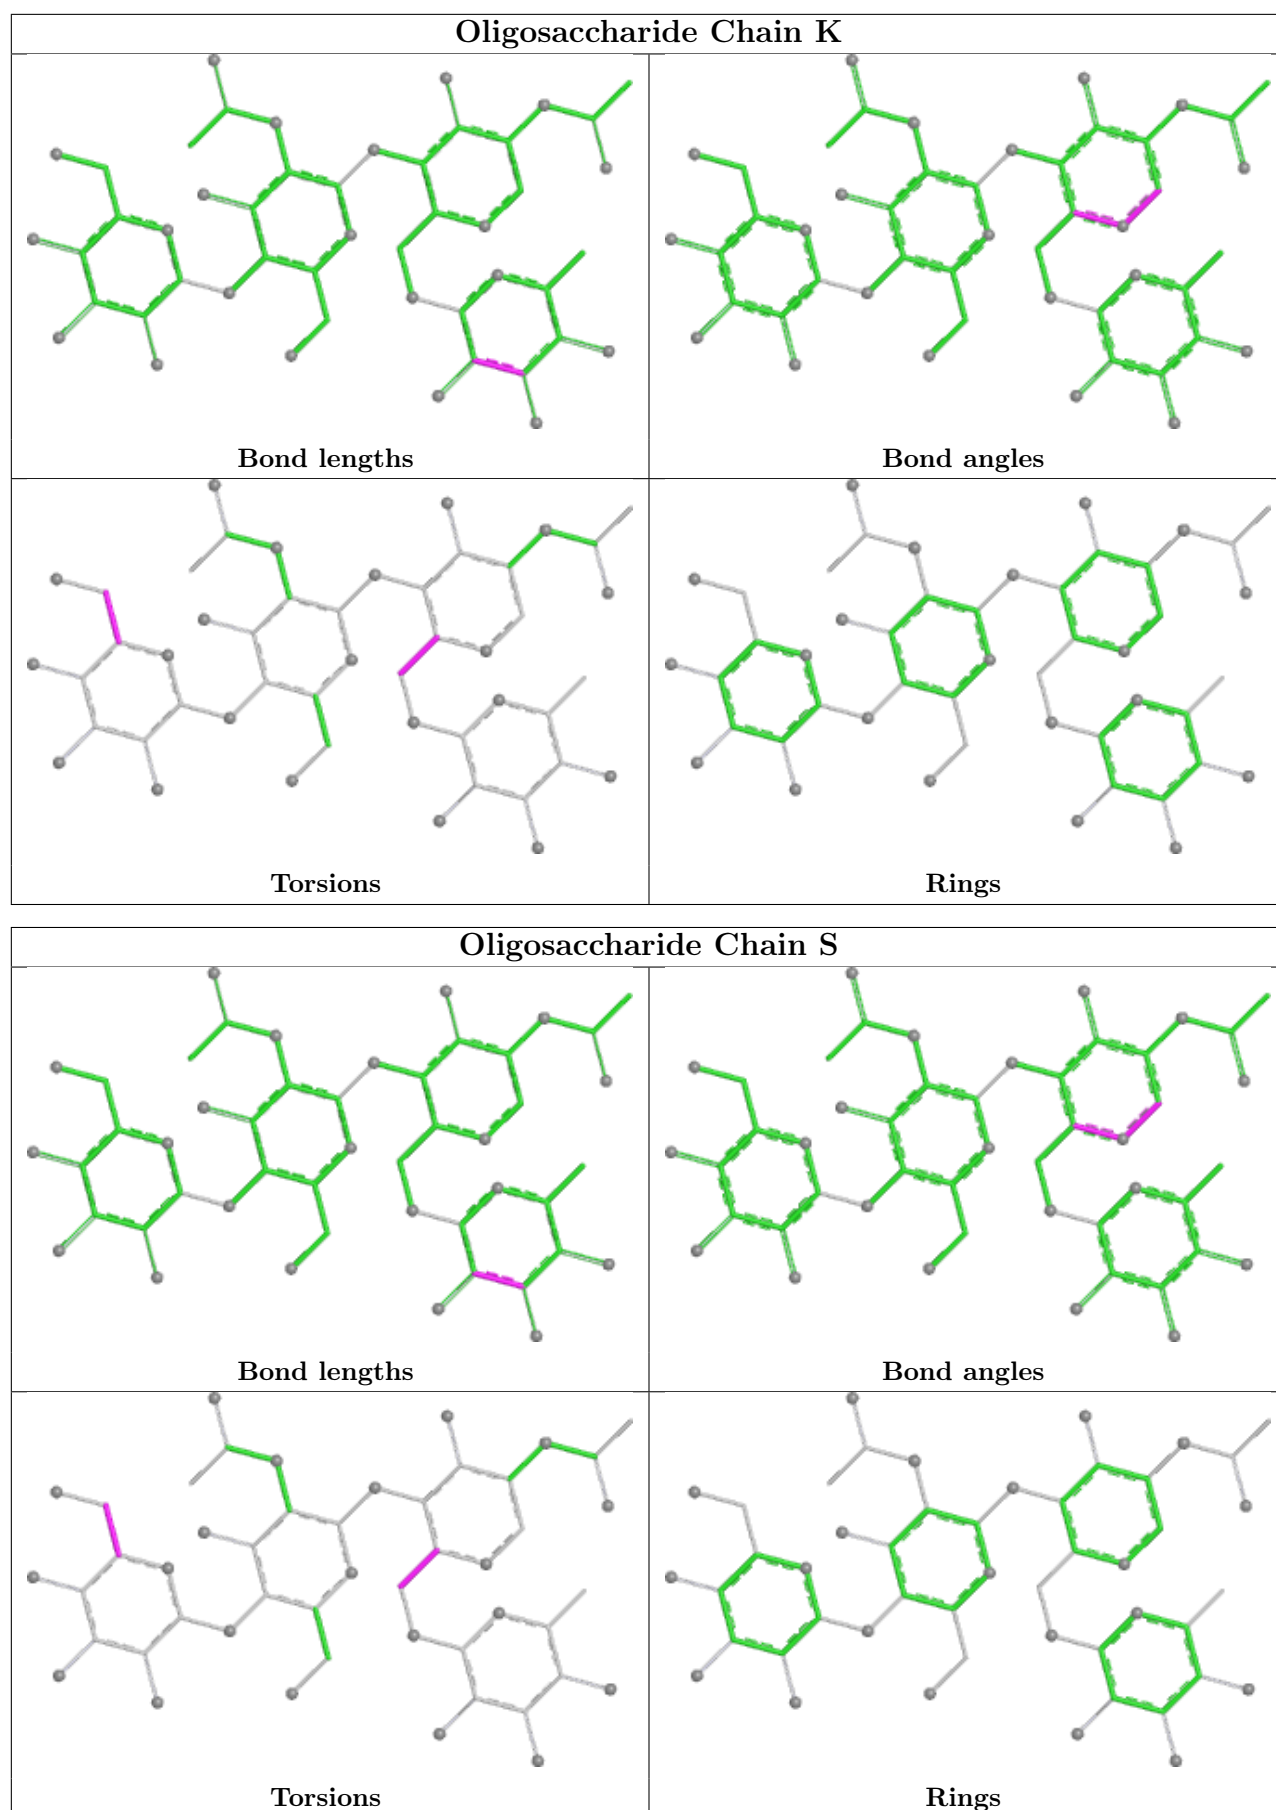 Oligosaccharide Chain K
Bond lengths
Bond angles
Torsions
Rings
Oligosaccharide Chain S
Bond lengths
Bond angles
Torsions
Rings